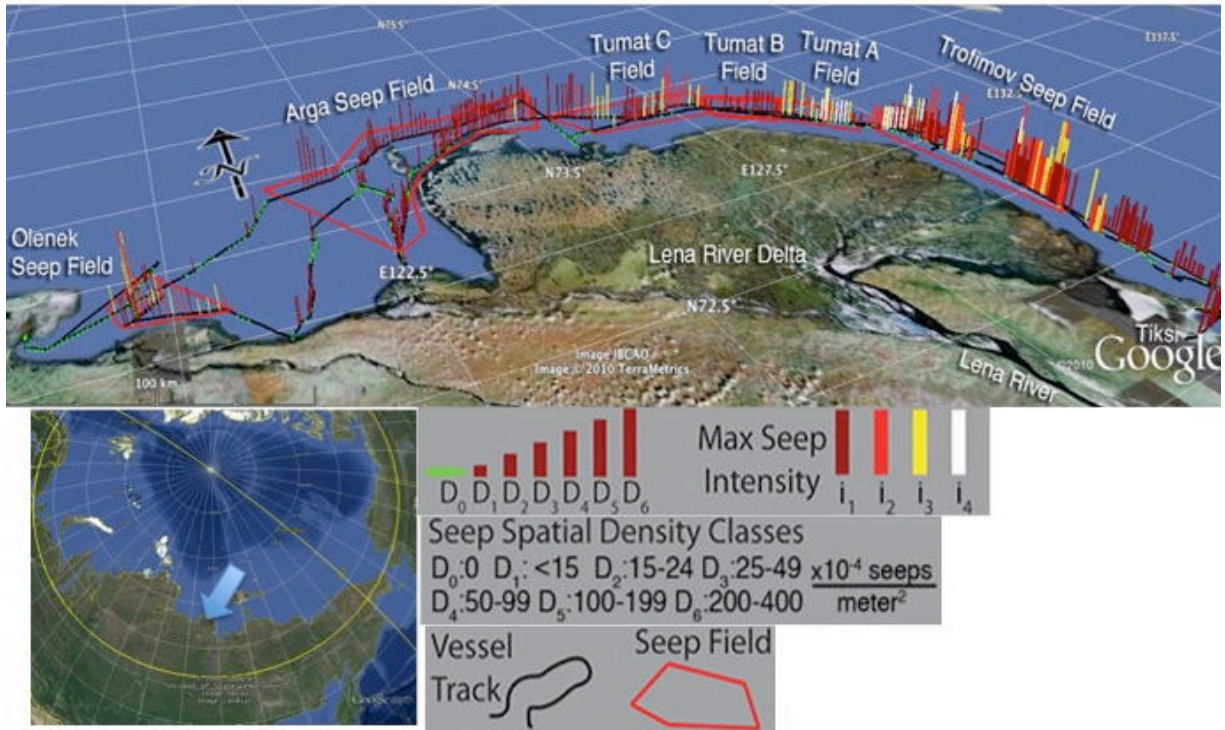 N75.5°
E137.5°
Tumat C
Field
Tumat B
Field
Tumat A
Field
Trofimov Seep Field
N74.5°
E132.5°
Arga Seep Field
N
N73.5°
E127.5°
Olenek
Seep Field
E122.5°
Lena River Delta
N72.5°
Image IBCAO
Image © 2010 TerraMetrics
100 km
Tiksi
©2010 Google
Lena River
Max Seep
Intensity
D0 D1 D2 D3 D4 D5 D6
i1 i2 i3 i4
Seep Spatial Density Classes
D0:0 D1: <15 D2:15-24 D3:25-49
D4:50-99 D5:100-199 D6:200-400
x10⁻⁴ seeps
meter²
Vessel
Track
Seep Field
Google